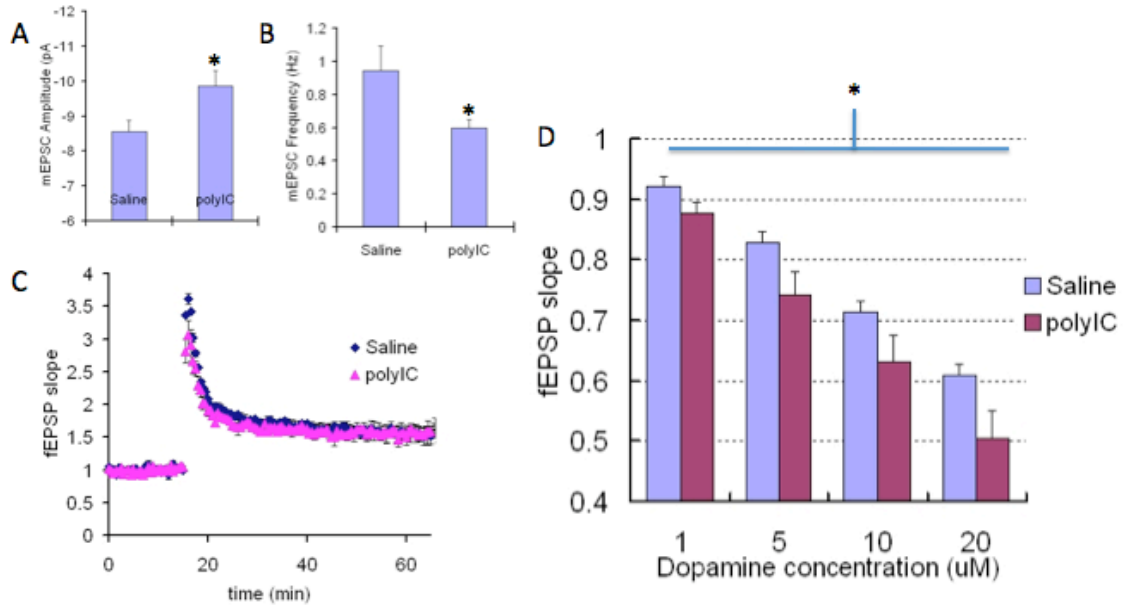 A
mEPSC Amplitude (pA
-12
-11
-10
-9
-8
-7
-6
*
Saline
polyIC
B
mEPSC Frequency (Hz)
1.2
1
0.8
0.6
0.4
0.2
0
*
Saline
polyIC
C
fEPSP slope
4
3.5
3
2.5
2
1.5
1
0.5
0
Saline
polyIC
0
20
40
60
time (min)
D
*
fEPSP slope
1
0.9
0.8
0.7
0.6
0.5
0.4
Saline
polyIC
1
5
10
20
Dopamine concentration (uM)